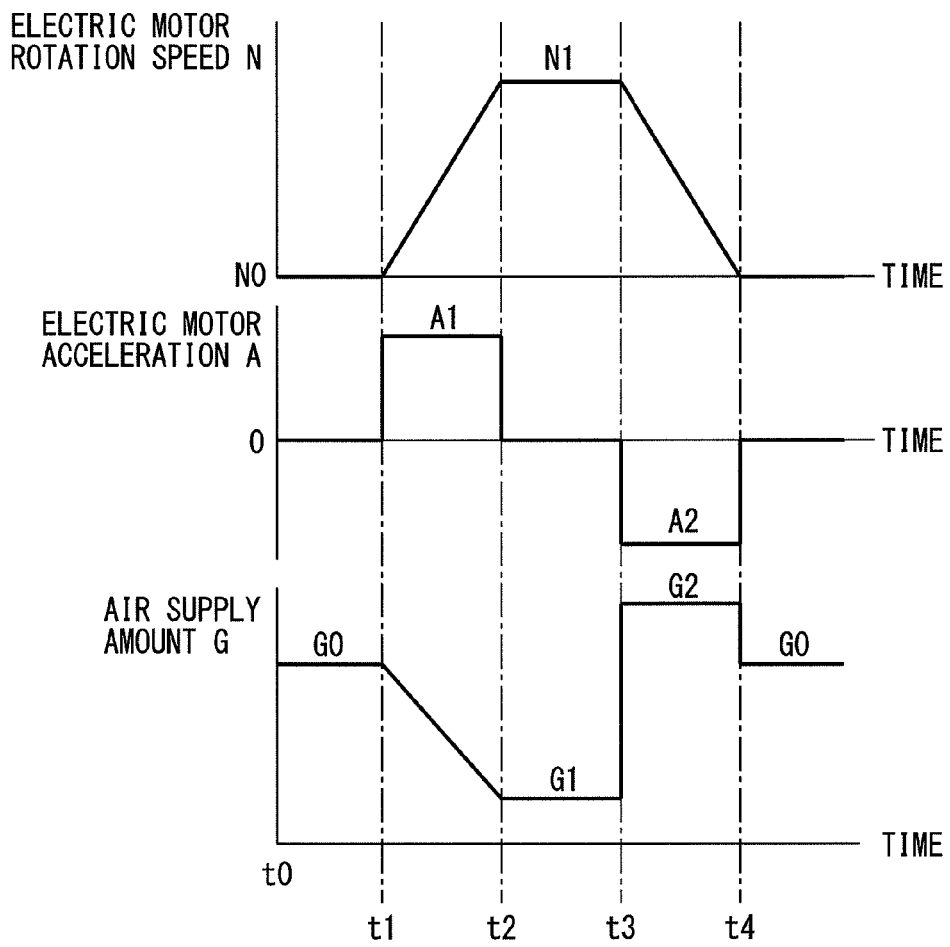 ELECTRIC MOTOR
ROTATION SPEED N
N1
N0
TIME
ELECTRIC MOTOR
ACCELERATION A
A1
0
TIME
A2
AIR SUPPLY
AMOUNT G
G0
G2
G0
G1
TIME
t0
t1
t2
t3
t4